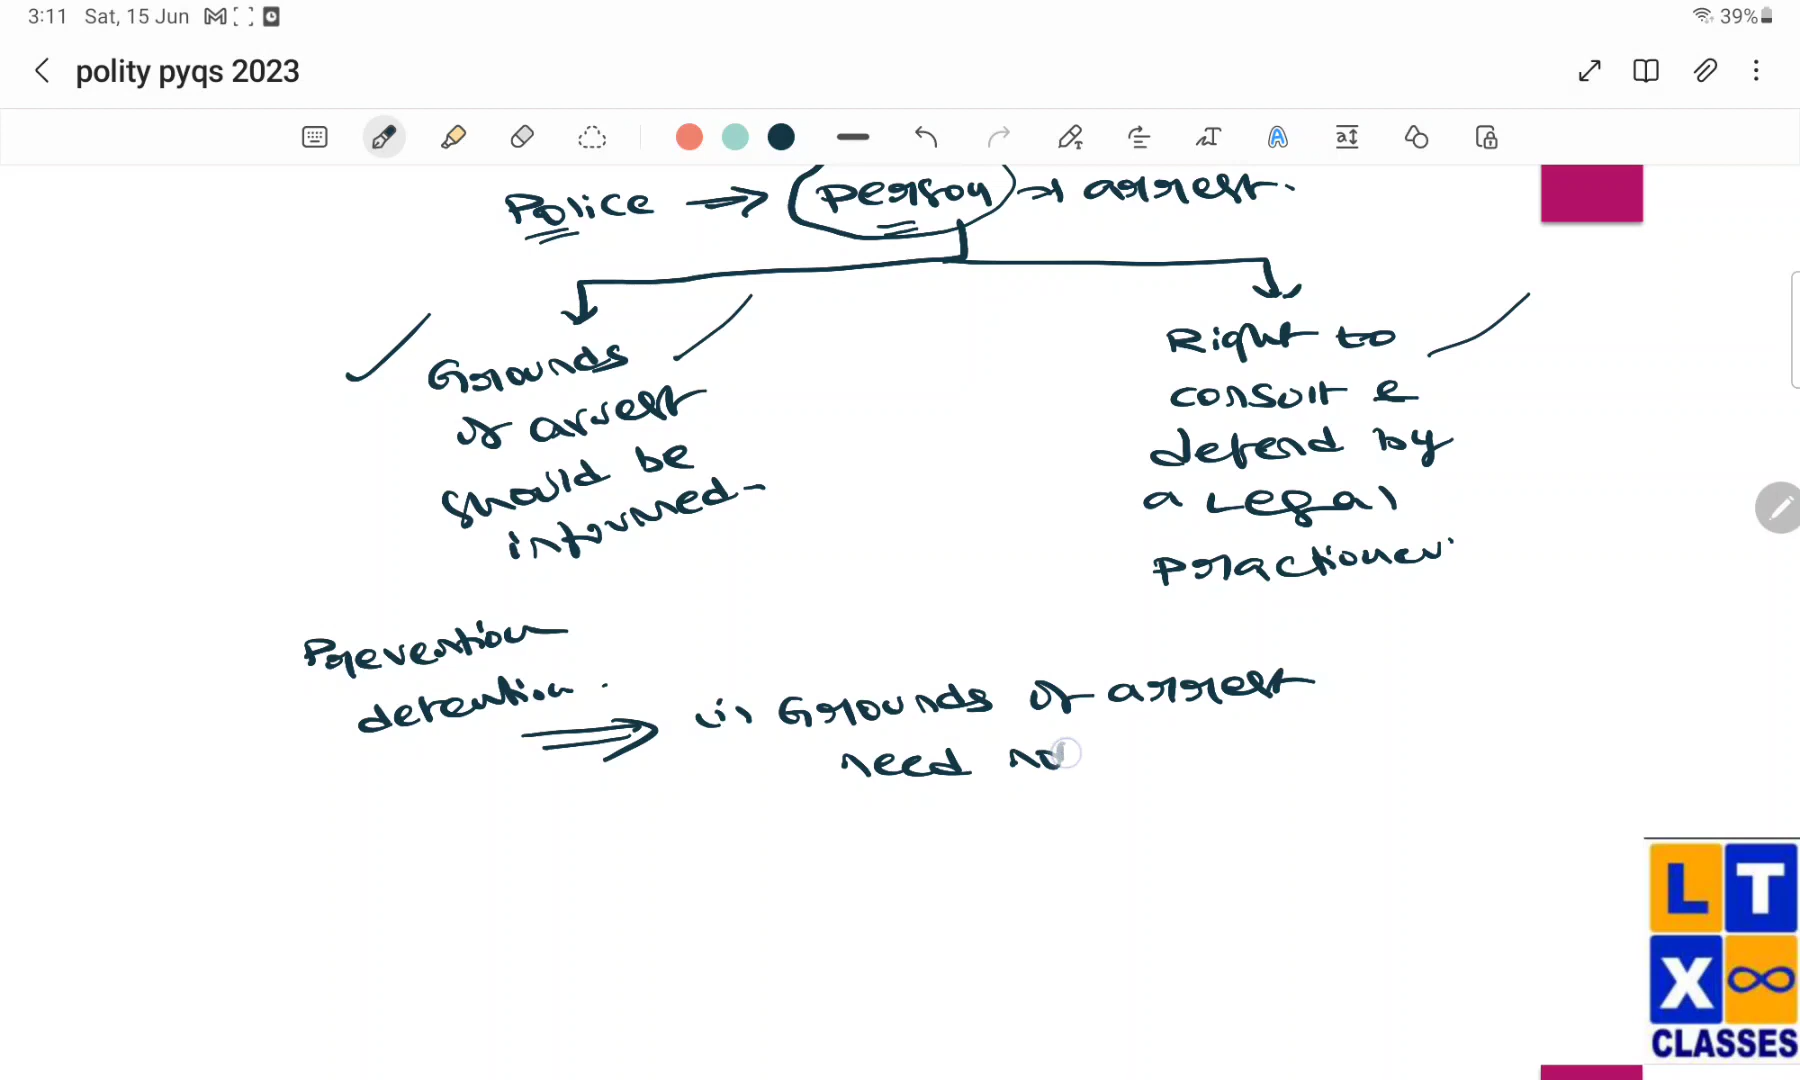 3:11 Sat, 15 Jun
39%
polity pyqs 2023
Police → person → arrest.
Grounds
of arrest
should be
informed-
Right to
consult &
defend by
a Legal
practioner.
Prevention
detention.
(i) Grounds of arrest
need no
L T
X ∞
CLASSES